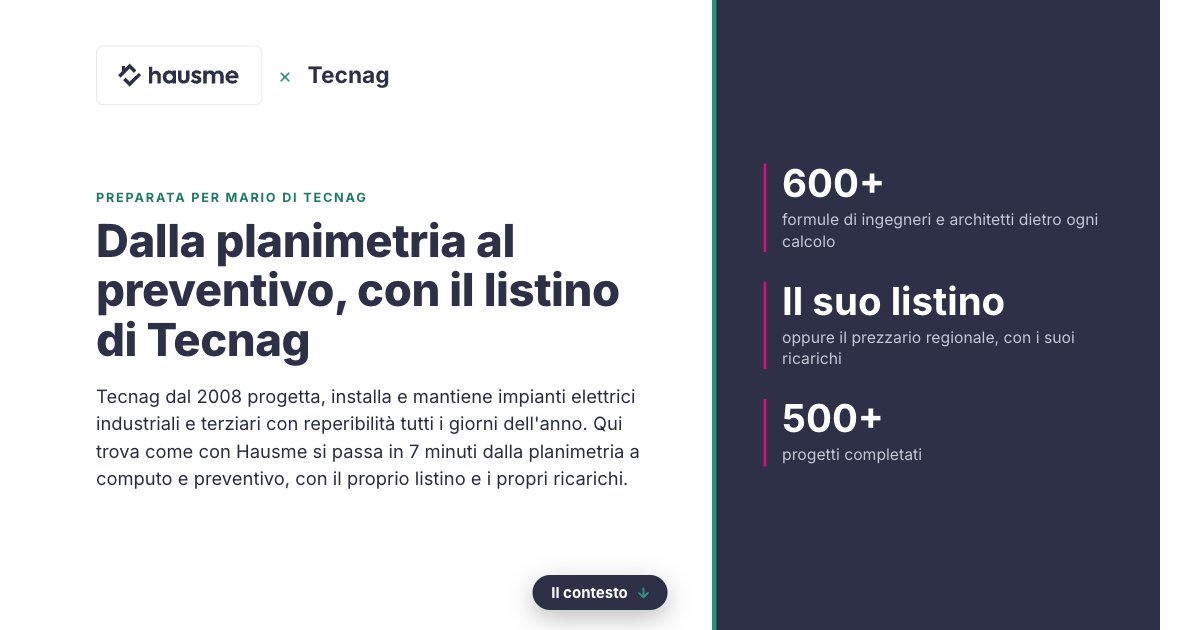 hausme × Tecnag
PREPARATA PER MARIO DI TECNAG
Dalla planimetria al
preventivo, con il listino
di Tecnag
Tecnag dal 2008 progetta, installa e mantiene impianti elettrici
industriali e terziari con reperibilità tutti i giorni dell'anno. Qui
trova come con Hausme si passa in 7 minuti dalla planimetria a
computo e preventivo, con il proprio listino e i propri ricarichi.
Il contesto ↓
600+
formule di ingegneri e architetti dietro ogni
calcolo
Il suo listino
oppure il prezzario regionale, con i suoi
ricarichi
500+
progetti completati